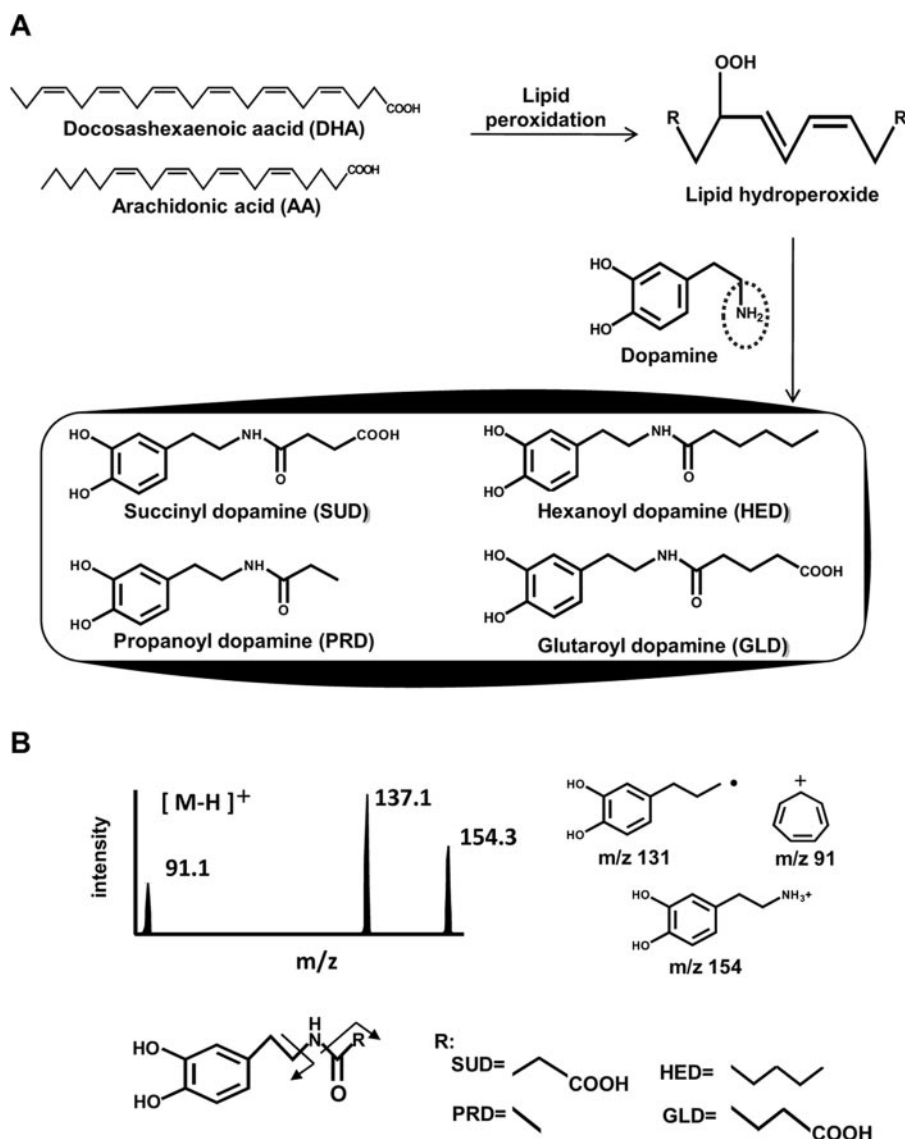 A
COOH
Docosashexaenoic aacid (DHA)
COOH
Arachidonic acid (AA)
Lipid
peroxidation
OOH
R
R
Lipid hydroperoxide
HO
HO
NH2
Dopamine
HO
HO
NH
O
COOH
Succinyl dopamine (SUD)
HO
HO
NH
O
Hexanoyl dopamine (HED)
HO
HO
NH
O
Propanoyl dopamine (PRD)
HO
HO
NH
O
COOH
Glutaroyl dopamine (GLD)
B
[ M-H ]+
91.1
137.1
154.3
intensity
m/z
HO
HO
m/z 131
+
m/z 91
HO
HO
NH3+
m/z 154
HO
HO
H
N
R
O
R:
SUD=
COOH
HED=
PRD=
GLD=
COOH